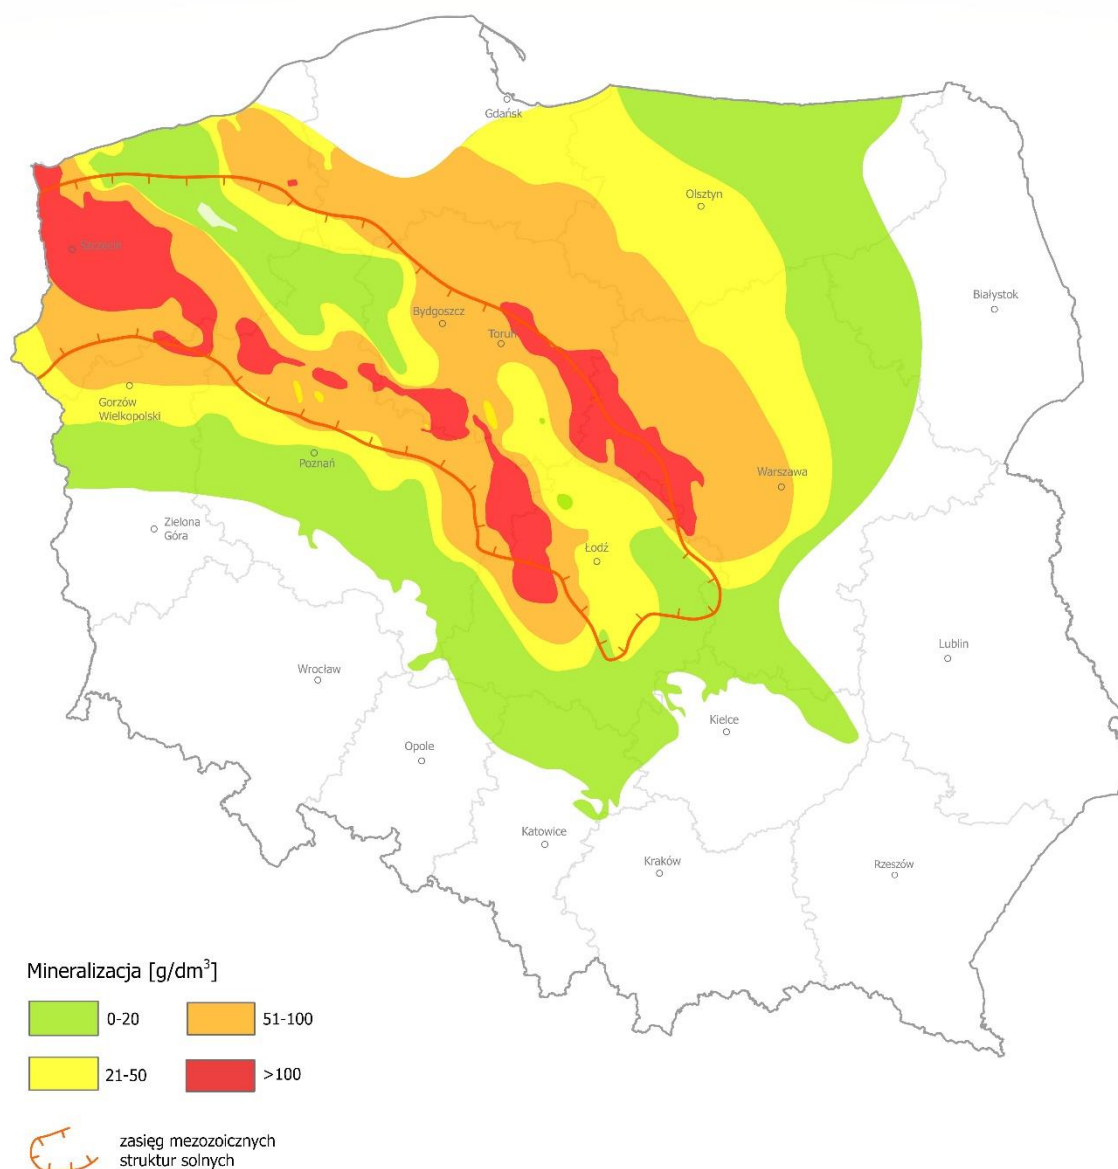 Gdańsk
Olsztyn
Szczecin
Białystok
Bydgoszcz
Toruń
Gorzów
Wielkopolski
Poznań
Warszawa
Zielona
Góra
Łódź
Lublin
Wrocław
Kielce
Opole
Katowice
Kraków
Rzeszów
Mineralizacja [g/dm³]
0-20
51-100
21-50
>100
zasięg mezozoicznych
struktur solnych